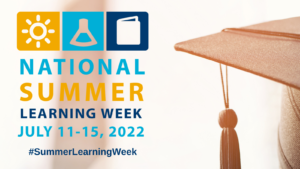 NATIONAL
SUMMER
LEARNING WEEK
JULY 11-15, 2022
#SummerLearningWeek